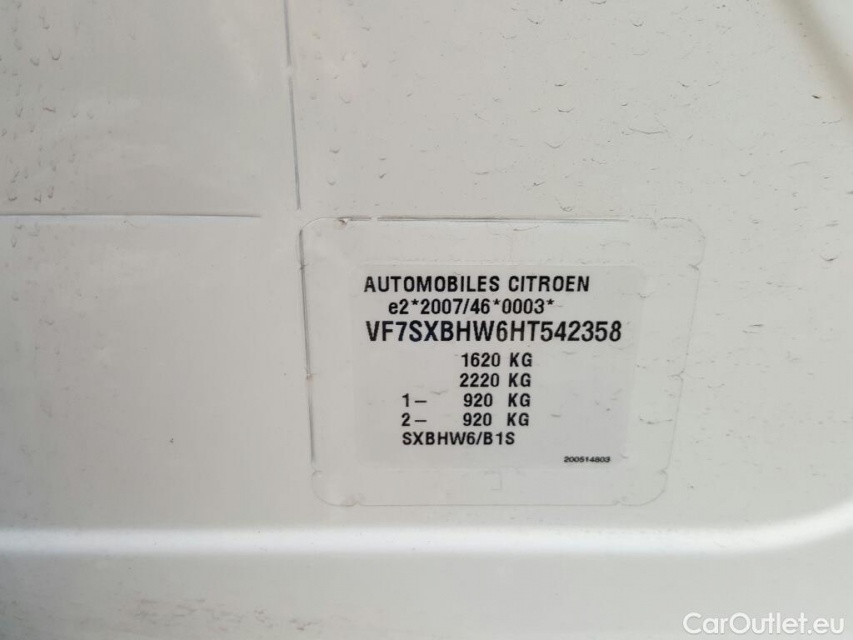 AUTOMOBILES CITROEN
e2*2007/46*0003*
VF7SXBHW6HT542358
1620 KG
2220 KG
1- 920 KG
2- 920 KG
SXBHW6/B1S
200514803
CarOutlet.eu